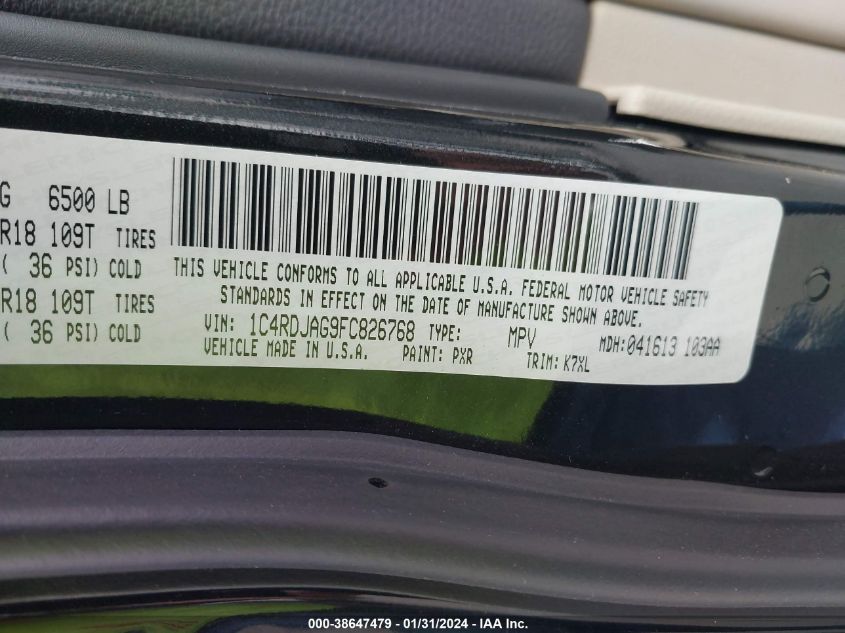 G 6500 LB
R18 109T TIRES
( 36 PSI) COLD
R18 109T TIRES
( 36 PSI) COLD
THIS VEHICLE CONFORMS TO ALL APPLICABLE U.S.A. FEDERAL MOTOR VEHICLE SAFETY
STANDARDS IN EFFECT ON THE DATE OF MANUFACTURE SHOWN ABOVE.
VIN: 1C4RDJAG9FC826768 TYPE: MPV MDH:041613 103AA
VEHICLE MADE IN U.S.A. PAINT: PXR TRIM: K7XL
000-38647479 - 01/31/2024 - IAA Inc.